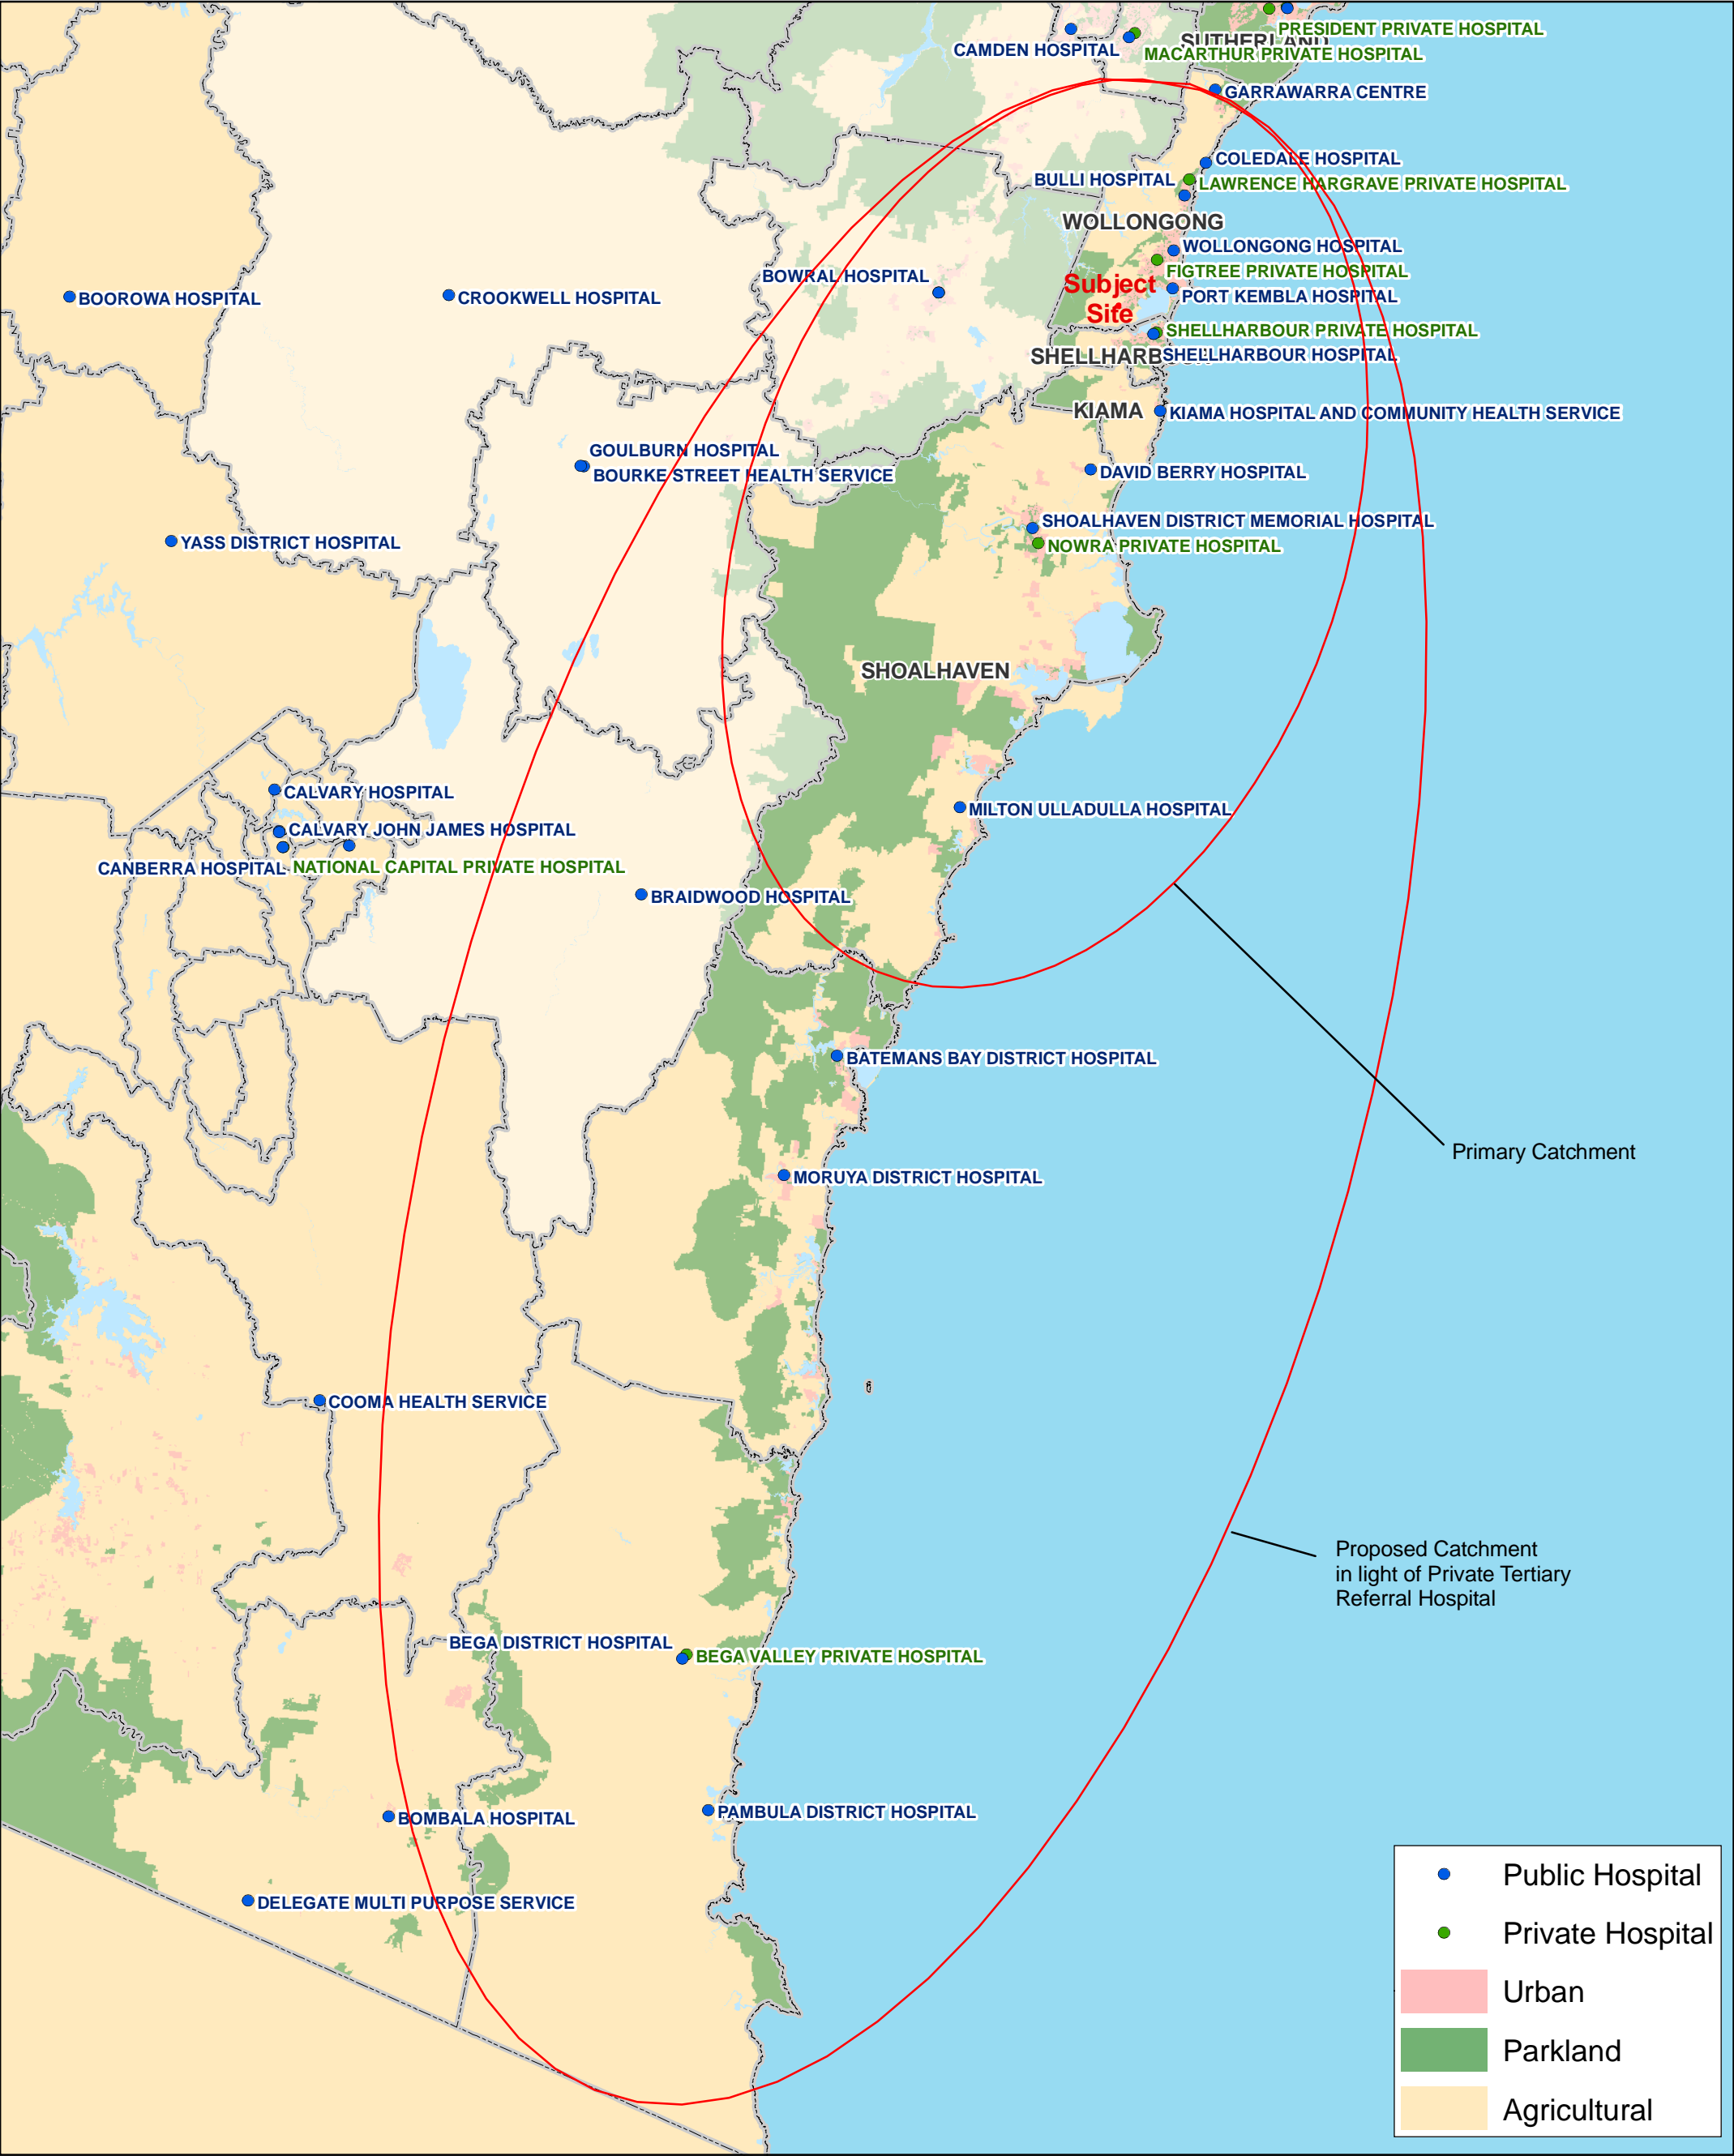 PRESIDENT PRIVATE HOSPITAL
SUTHERLAND
CAMDEN HOSPITAL
MACARTHUR PRIVATE HOSPITAL
GARRAWARRA CENTRE
COLEDALE HOSPITAL
BULLI HOSPITAL
LAWRENCE HARGRAVE PRIVATE HOSPITAL
WOLLONGONG
WOLLONGONG HOSPITAL
FIGTREE PRIVATE HOSPITAL
BOWRAL HOSPITAL
Subject
Site
PORT KEMBLA HOSPITAL
BOOROWA HOSPITAL
CROOKWELL HOSPITAL
SHELLHARBOUR PRIVATE HOSPITAL
SHELLHARB
SHELLHARBOUR HOSPITAL
KIAMA
KIAMA HOSPITAL AND COMMUNITY HEALTH SERVICE
GOULBURN HOSPITAL
BOURKE STREET HEALTH SERVICE
DAVID BERRY HOSPITAL
SHOALHAVEN DISTRICT MEMORIAL HOSPITAL
NOWRA PRIVATE HOSPITAL
YASS DISTRICT HOSPITAL
SHOALHAVEN
CALVARY HOSPITAL
MILTON ULLADULLA HOSPITAL
CALVARY JOHN JAMES HOSPITAL
CANBERRA HOSPITAL
NATIONAL CAPITAL PRIVATE HOSPITAL
BRAIDWOOD HOSPITAL
BATEMANS BAY DISTRICT HOSPITAL
Primary Catchment
MORUYA DISTRICT HOSPITAL
COOMA HEALTH SERVICE
Proposed Catchment
in light of Private Tertiary
Referral Hospital
BEGA DISTRICT HOSPITAL
BEGA VALLEY PRIVATE HOSPITAL
PAMBULA DISTRICT HOSPITAL
BOMBALA HOSPITAL
DELEGATE MULTI PURPOSE SERVICE
Public Hospital
Private Hospital
Urban
Parkland
Agricultural